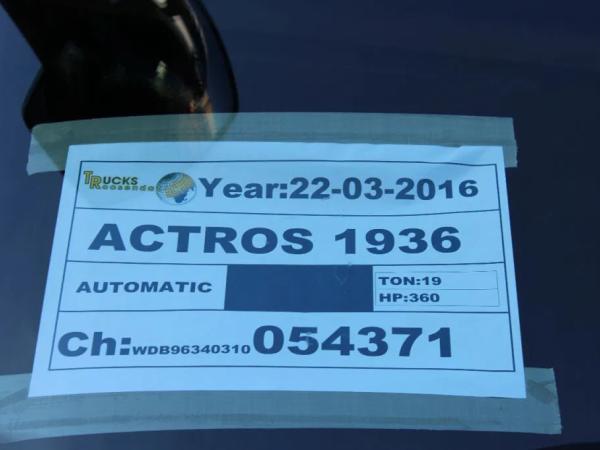 TRUCKS
Roosendaal
Year:22-03-2016
ACTROS 1936
AUTOMATIC
TON:19
HP:360
Ch:WDB96340310054371